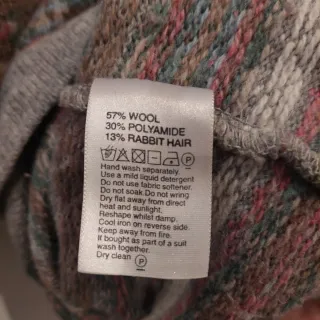 57% WOOL
30% POLYAMIDE
13% RABBIT HAIR
P
Hand wash separately.
Use a mild liquid detergent
Do not use fabric softener.
Do not soak.Do not wring
Dry flat away from direct
heat and sunlight.
Reshape whilst damp.
Cool iron on reverse side.
Keep away from fire.
If bought as part of a suit
wash together.
Dry clean P